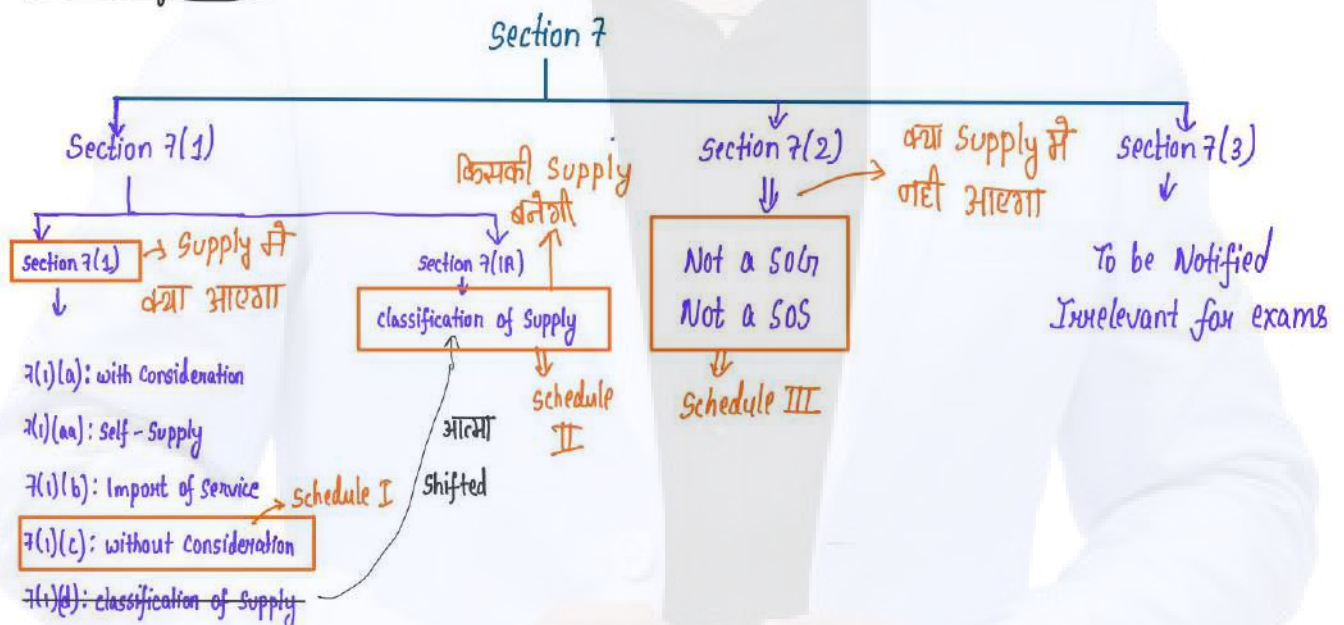 Section 7
Section 7(1)
Section 7(1)
→ Supply में
क्या आएगा
7(1)(a): with Consideration
7(1)(aa): Self-Supply
7(1)(b): Import of Service
Schedule I
7(1)(c): without Consideration
7(1)(d): classification of Supply
Section 7(1A)
किसकी Supply
बनेगी
classification of Supply
Schedule
II
आत्मा
Shifted
Section 7(2)
क्या Supply में
नही आएगा
Not a SOG
Not a SOS
Schedule III
Section 7(3)
To be Notified
Irrelevant for exams